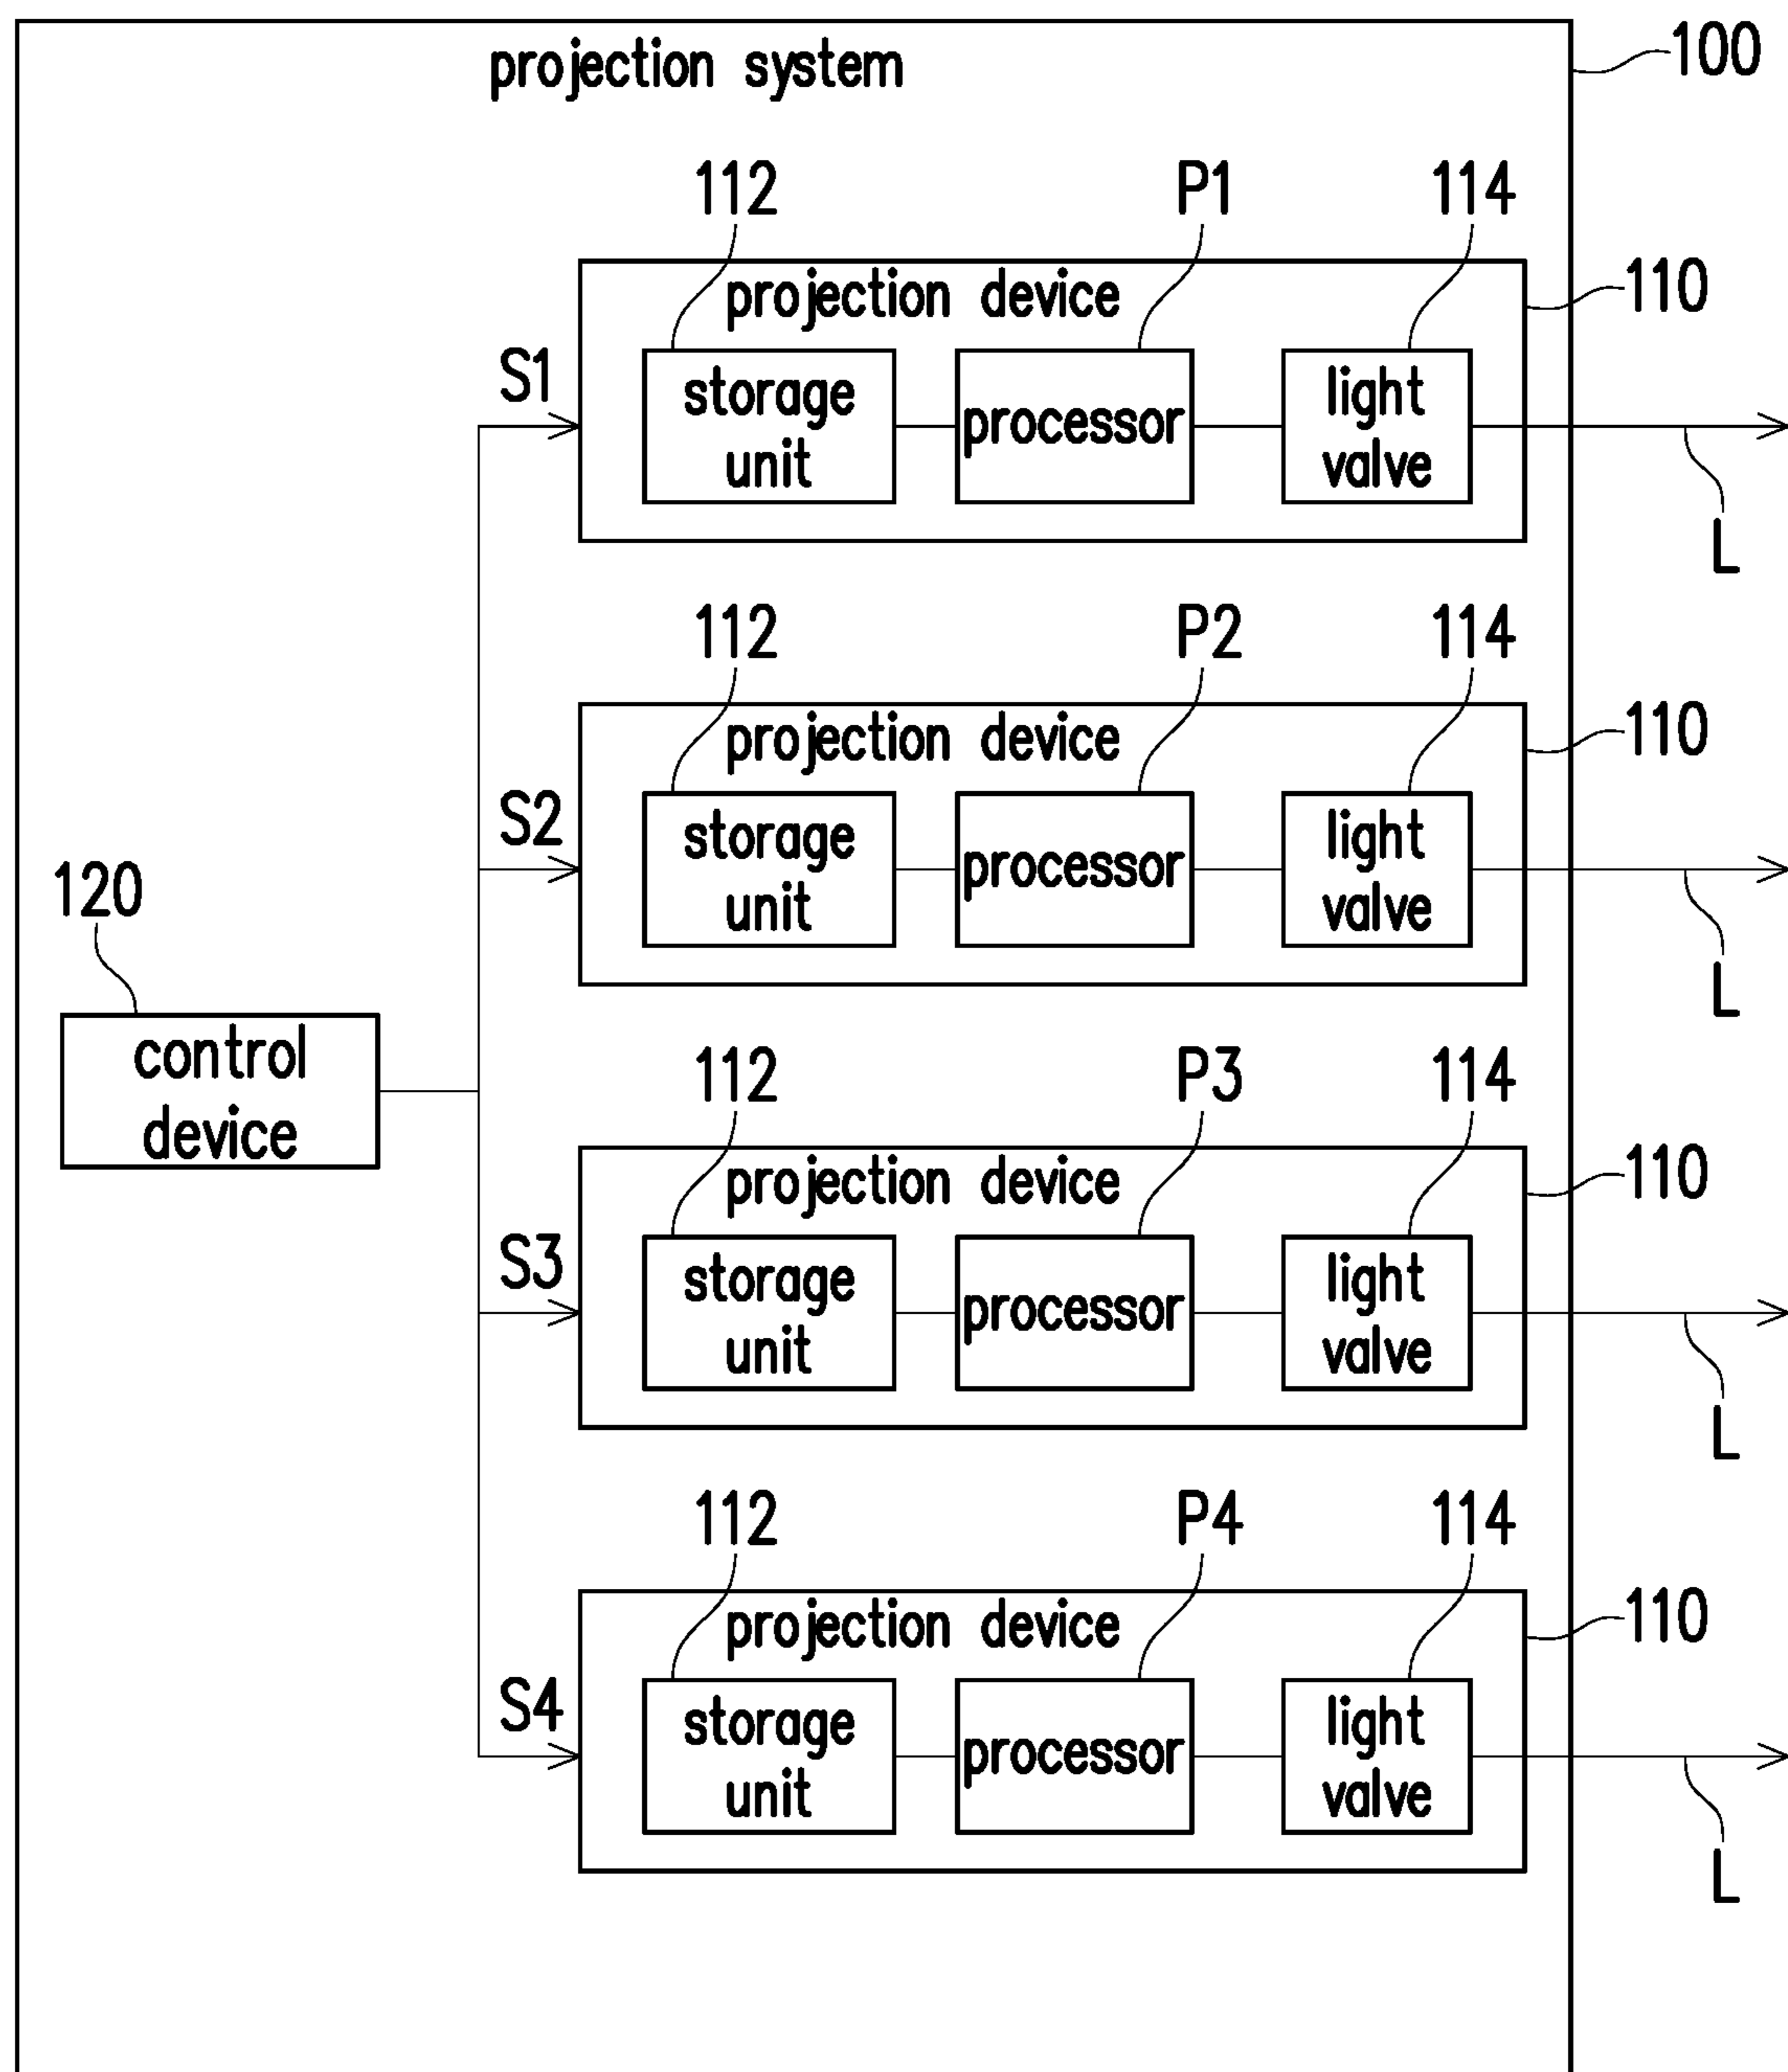 projection system
100
112
P1
114
projection device
110
S1
storage
unit
processor
light
valve
L
112
P2
114
projection device
110
S2
storage
unit
processor
light
valve
L
120
control
device
112
P3
114
projection device
110
S3
storage
unit
processor
light
valve
L
112
P4
114
projection device
110
S4
storage
unit
processor
light
valve
L